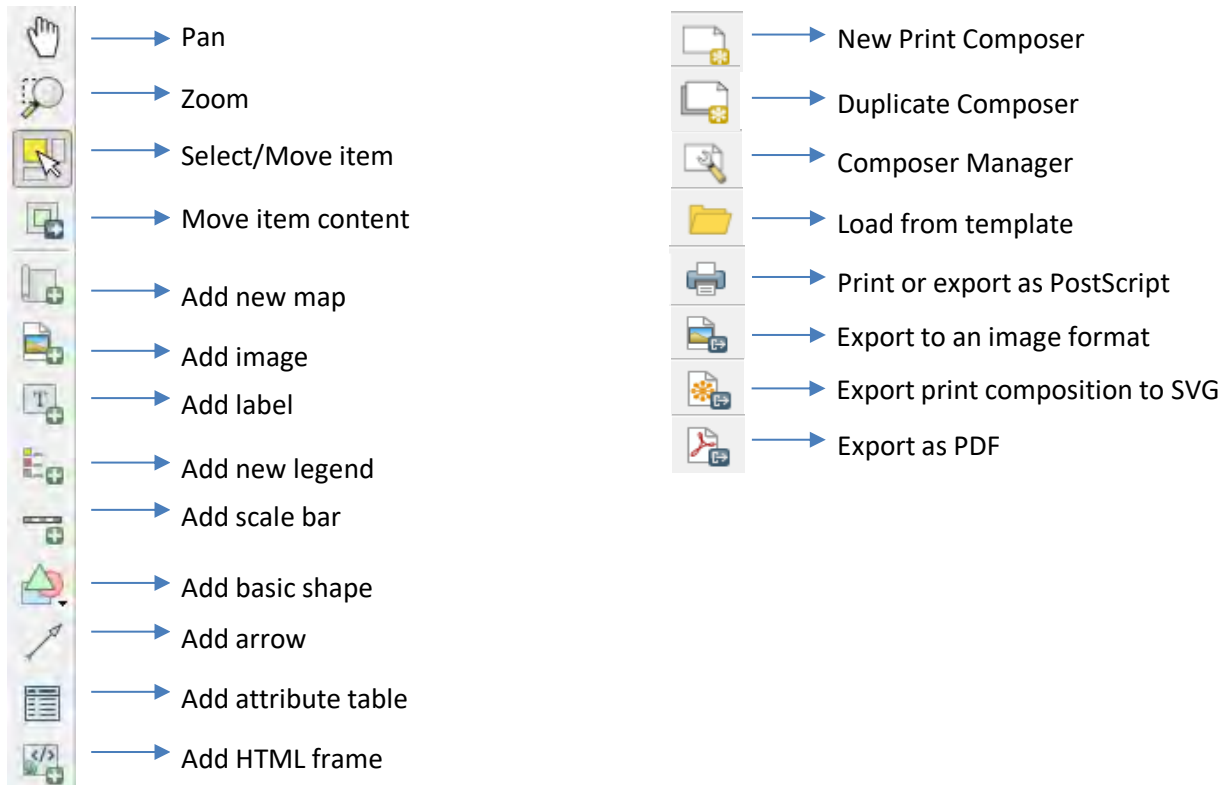 Pan
Zoom
Select/Move item
Move item content
Add new map
Add image
T
Add label
Add new legend
Add scale bar
Add basic shape
Add arrow
Add attribute table
</>
Add HTML frame
New Print Composer
Duplicate Composer
Composer Manager
Load from template
Print or export as PostScript
Export to an image format
Export print composition to SVG
Export as PDF